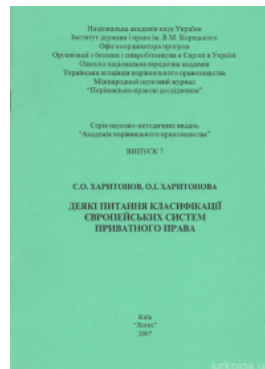 Національна академія наук України
Інститут держави і права ім. В.М. Корецького
Офіс координатора програм
Організації з безпеки і співробітництва в Європі в Україні
Одеська національна юридична академія
Українська асоціація порівняльного правознавства
Міжнародний науковий журнал
"Порівняльно-правові дослідження"
Серія науково-методичних видань
"Академія порівняльного правознавства"
ВИПУСК 7
Є.О. ХАРИТОНОВ, О.І. ХАРИТОНОВА
ДЕЯКІ ПИТАННЯ КЛАСИФІКАЦІЇ
ЄВРОПЕЙСЬКИХ СИСТЕМ
ПРИВАТНОГО ПРАВА
Київ
"Логос"
2007
jurkniga.u